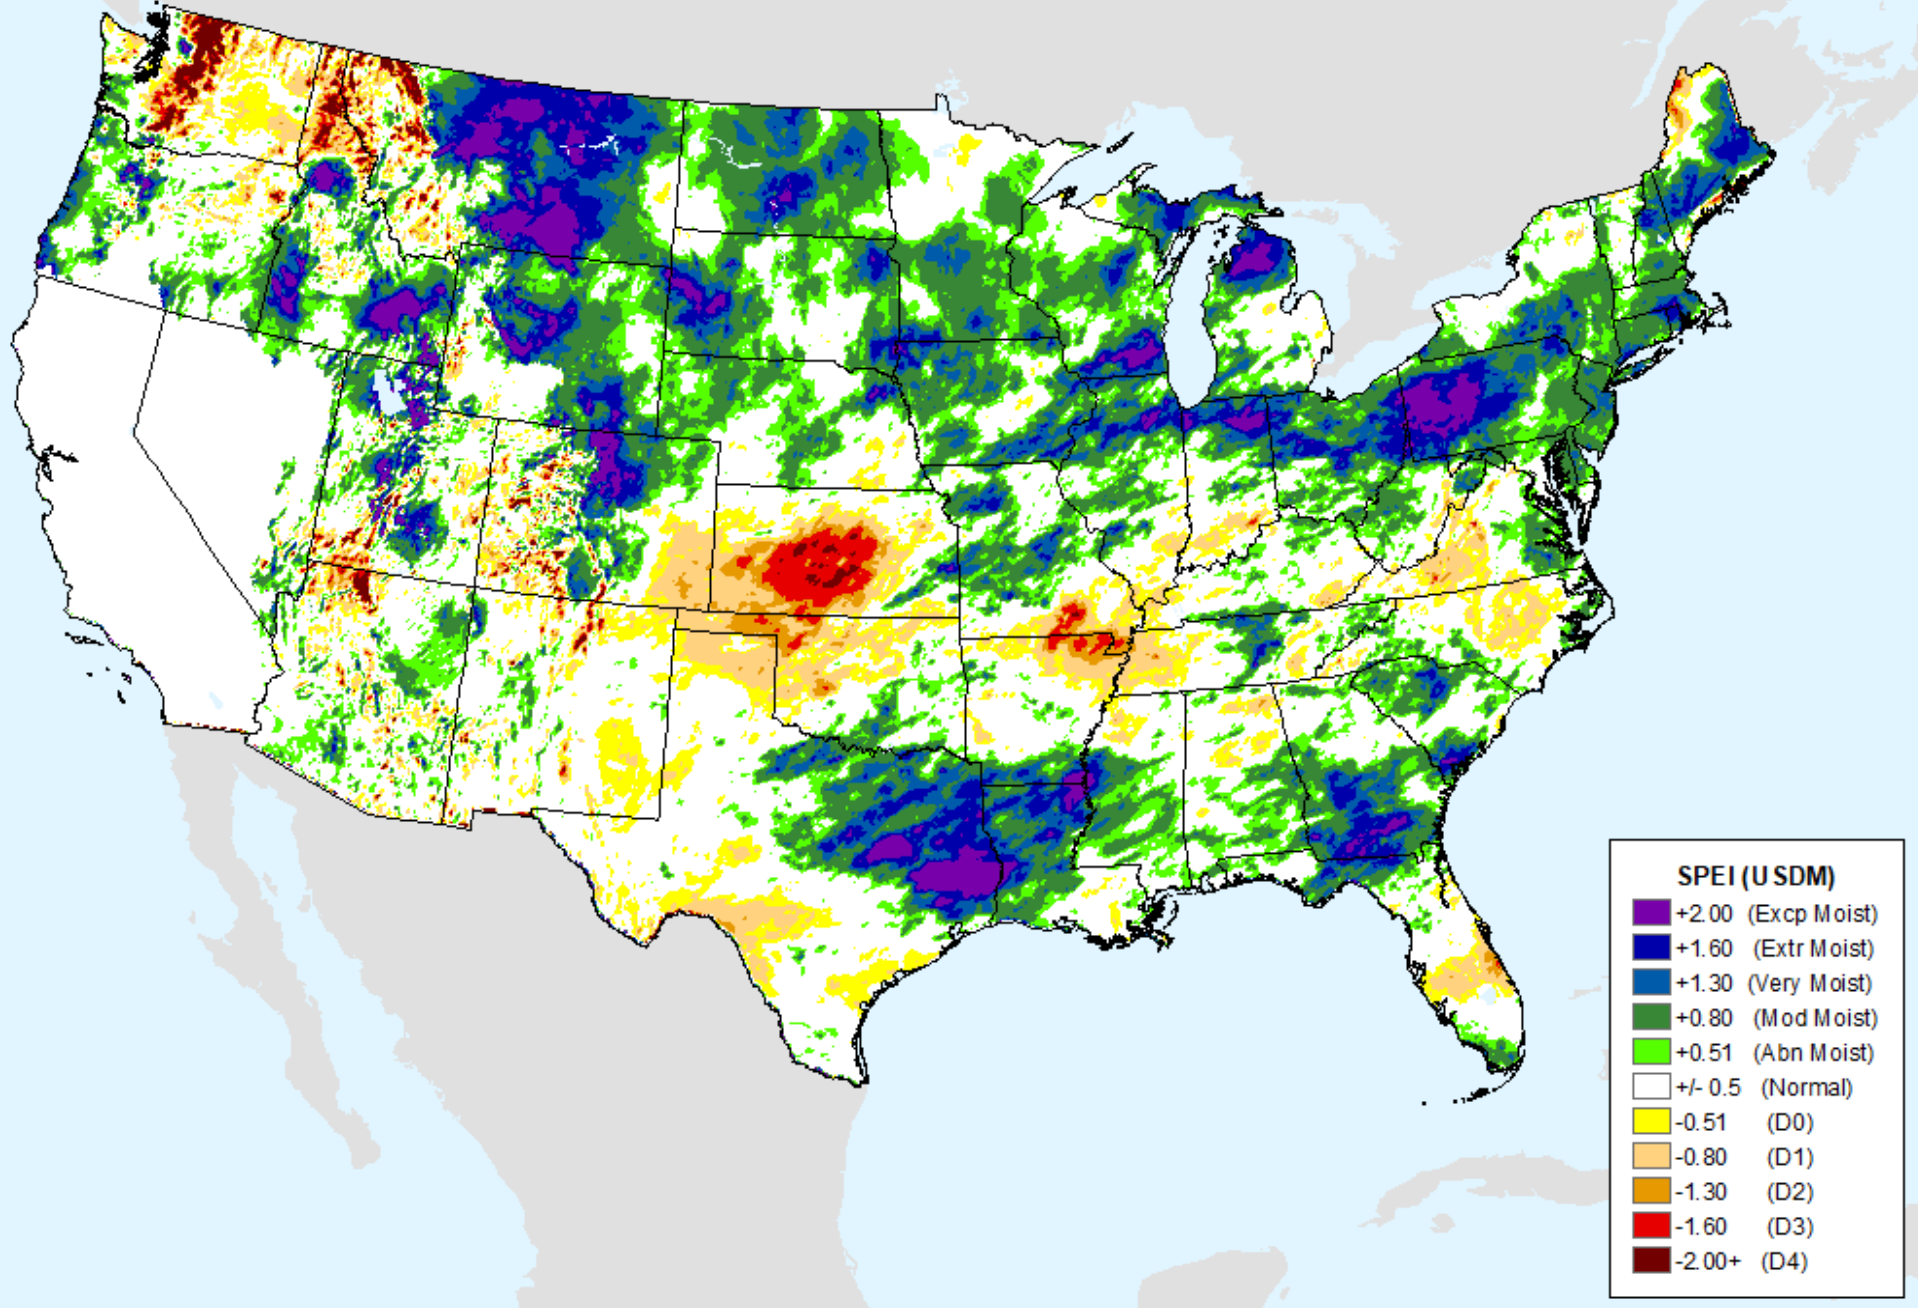 SPEI (USDM)
+2.00 (Excp Moist)
+1.60 (Extr Moist)
+1.30 (Very Moist)
+0.80 (Mod Moist)
+0.51 (Abn Moist)
+/- 0.5 (Normal)
-0.51 (D0)
-0.80 (D1)
-1.30 (D2)
-1.60 (D3)
-2.00+ (D4)